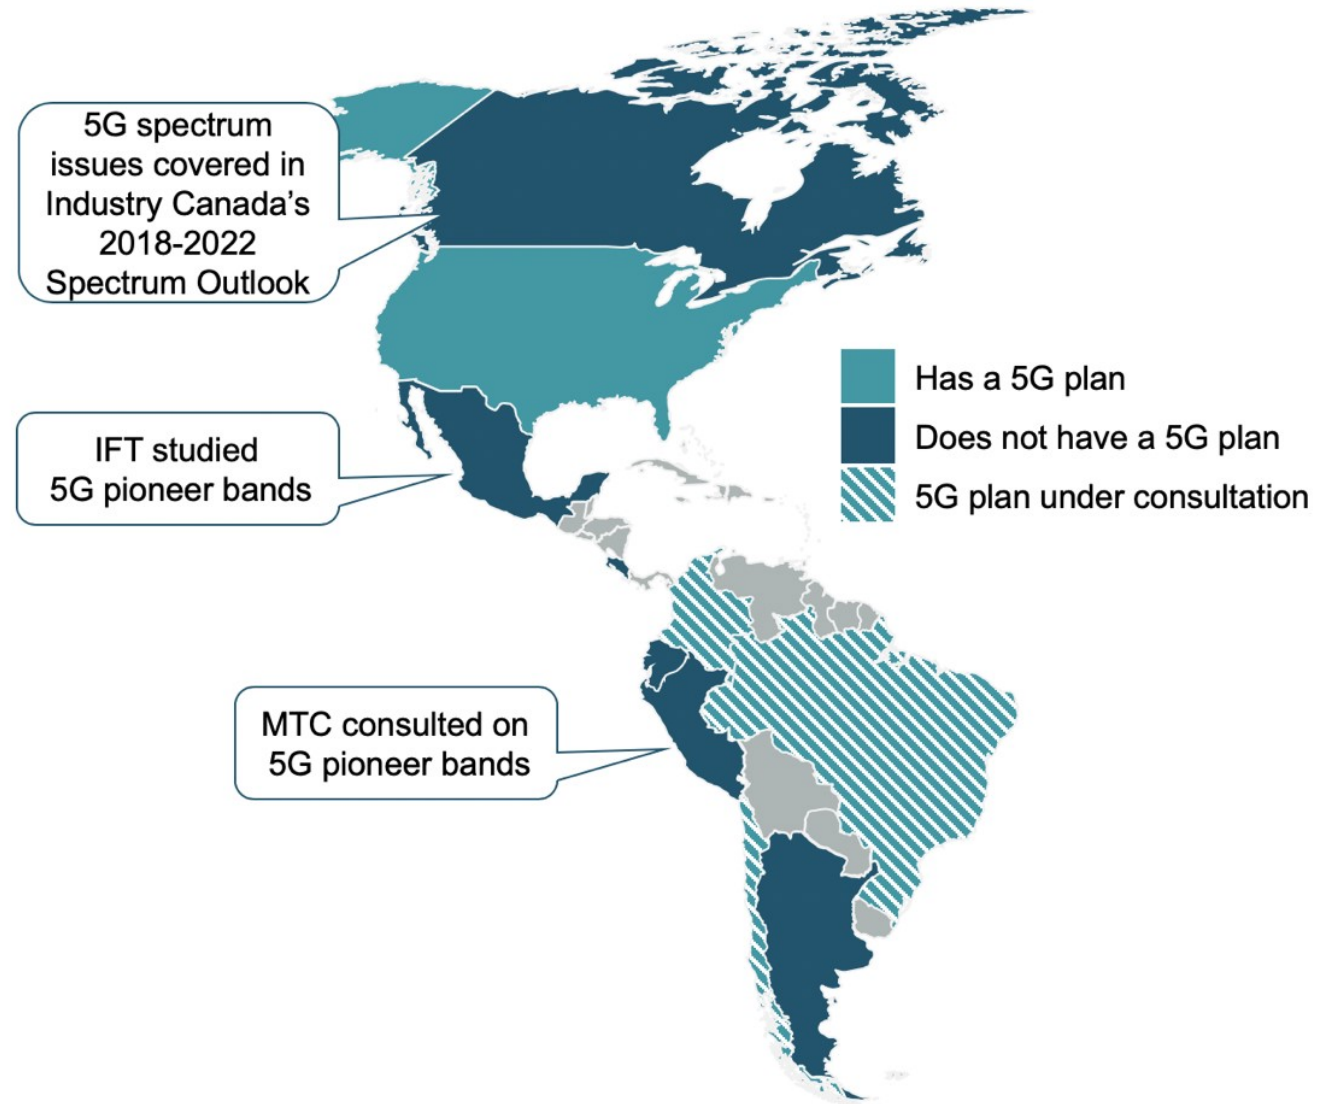 5G spectrum
issues covered in
Industry Canada’s
2018-2022
Spectrum Outlook
IFT studied
5G pioneer bands
MTC consulted on
5G pioneer bands
Has a 5G plan
Does not have a 5G plan
5G plan under consultation